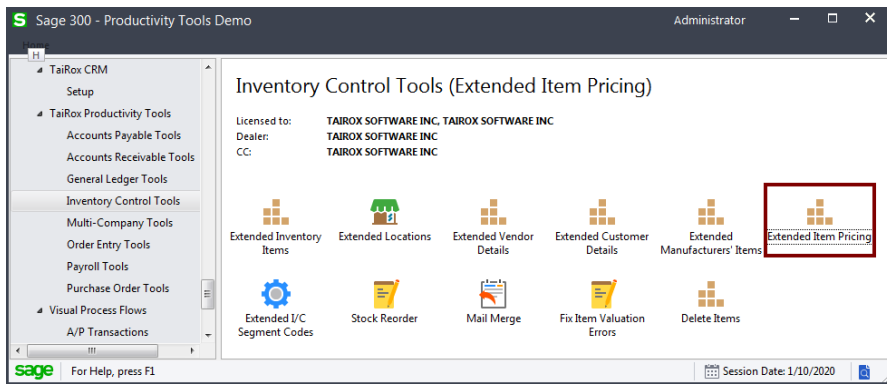 S Sage 300 - Productivity Tools Demo
Administrator
Home
H
TaiRox CRM
Setup
TaiRox Productivity Tools
Accounts Payable Tools
Accounts Receivable Tools
General Ledger Tools
Inventory Control Tools
Multi-Company Tools
Order Entry Tools
Payroll Tools
Purchase Order Tools
Visual Process Flows
A/P Transactions
Inventory Control Tools (Extended Item Pricing)
Licensed to: TAIROX SOFTWARE INC, TAIROX SOFTWARE INC
Dealer: TAIROX SOFTWARE INC
CC: TAIROX SOFTWARE INC
Extended Inventory
Items
Extended Locations
Extended Vendor
Details
Extended Customer
Details
Extended
Manufacturers' Items
Extended Item Pricing
Extended I/C
Segment Codes
Stock Reorder
Mail Merge
Fix Item Valuation
Errors
Delete Items
sage For Help, press F1
Session Date: 1/10/2020